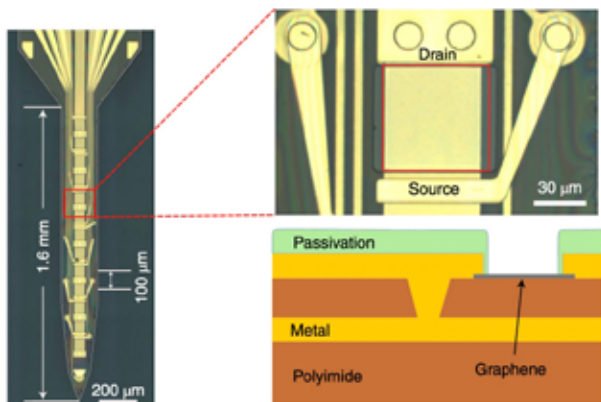 1.6 mm
100 μm
200 μm
Drain
Source
30 μm
Passivation
Metal
Graphene
Polyimide